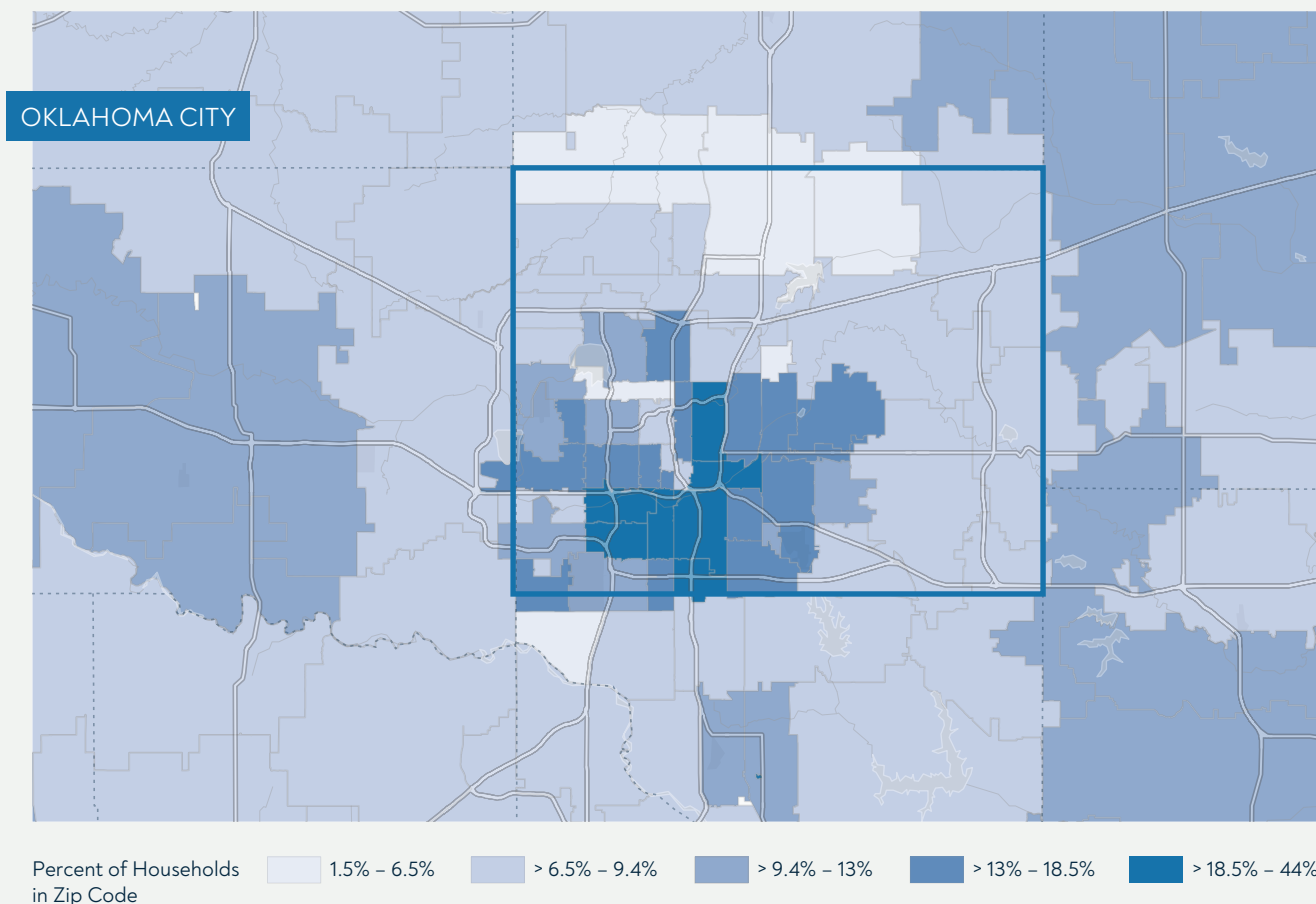 OKLAHOMA CITY
Percent of Households
in Zip Code
1.5% – 6.5%
> 6.5% – 9.4%
> 9.4% – 13%
> 13% – 18.5%
> 18.5% – 44%